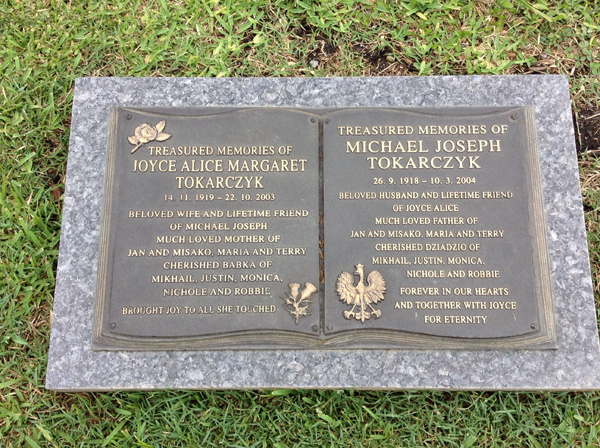 TREASURED MEMORIES OF
JOYCE ALICE MARGARET
TOKARCZYK
14. 11. 1919 – 22. 10. 2003
BELOVED WIFE AND LIFETIME FRIEND
OF MICHAEL JOSEPH
MUCH LOVED MOTHER OF
JAN AND MISAKO, MARIA AND TERRY
CHERISHED BABKA OF
MIKHAIL, JUSTIN, MONICA,
NICHOLE AND ROBBIE
BROUGHT JOY TO ALL SHE TOUCHED
TREASURED MEMORIES OF
MICHAEL JOSEPH
TOKARCZYK
26. 9. 1918 – 10. 3. 2004
BELOVED HUSBAND AND LIFETIME FRIEND
OF JOYCE ALICE
MUCH LOVED FATHER OF
JAN AND MISAKO, MARIA AND TERRY
CHERISHED DZIADZIO OF
MIKHAIL, JUSTIN, MONICA,
NICHOLE AND ROBBIE
FOREVER IN OUR HEARTS
AND TOGETHER WITH JOYCE
FOR ETERNITY